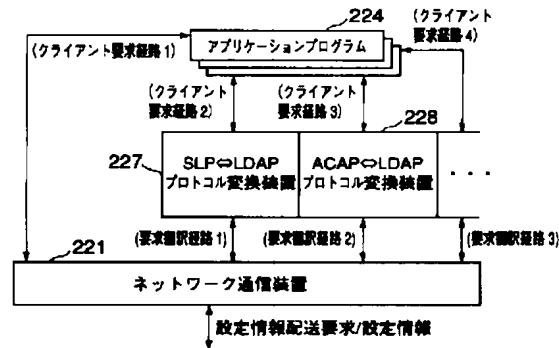 224
アプリケーションプログラム
(クライアント要求経路1)
(クライアント
要求経路2)
(クライアント
要求経路3)
(クライアント
要求経路4)
228
227
SLP⇔LDAP
プロトコル変換装置
ACAP⇔LDAP
プロトコル変換装置
・・・
(要求翻訳経路1)
(要求翻訳経路2)
(要求翻訳経路3)
221
ネットワーク通信装置
設定情報配送要求/設定情報